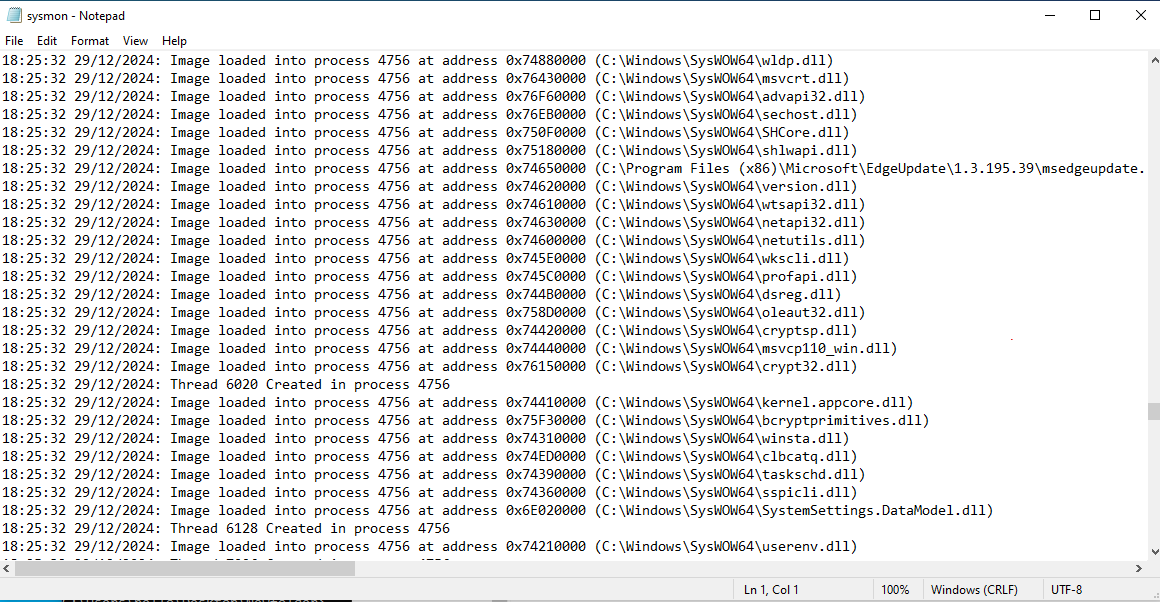 sysmon - Notepad
File Edit Format View Help
18:25:32 29/12/2024: Image loaded into process 4756 at address 0x74880000 (C:\Windows\SysWOW64\wldp.dll)
18:25:32 29/12/2024: Image loaded into process 4756 at address 0x76430000 (C:\Windows\SysWOW64\msvcrt.dll)
18:25:32 29/12/2024: Image loaded into process 4756 at address 0x76F60000 (C:\Windows\SysWOW64\advapi32.dll)
18:25:32 29/12/2024: Image loaded into process 4756 at address 0x76EB0000 (C:\Windows\SysWOW64\sechost.dll)
18:25:32 29/12/2024: Image loaded into process 4756 at address 0x750F0000 (C:\Windows\SysWOW64\SHCore.dll)
18:25:32 29/12/2024: Image loaded into process 4756 at address 0x75180000 (C:\Windows\SysWOW64\shlwapi.dll)
18:25:32 29/12/2024: Image loaded into process 4756 at address 0x74650000 (C:\Program Files (x86)\Microsoft\EdgeUpdate\1.3.195.39\msedgeupdate.
18:25:32 29/12/2024: Image loaded into process 4756 at address 0x74620000 (C:\Windows\SysWOW64\version.dll)
18:25:32 29/12/2024: Image loaded into process 4756 at address 0x74610000 (C:\Windows\SysWOW64\wtsapi32.dll)
18:25:32 29/12/2024: Image loaded into process 4756 at address 0x74630000 (C:\Windows\SysWOW64\netapi32.dll)
18:25:32 29/12/2024: Image loaded into process 4756 at address 0x74600000 (C:\Windows\SysWOW64\netutils.dll)
18:25:32 29/12/2024: Image loaded into process 4756 at address 0x745E0000 (C:\Windows\SysWOW64\wkscli.dll)
18:25:32 29/12/2024: Image loaded into process 4756 at address 0x745C0000 (C:\Windows\SysWOW64\profapi.dll)
18:25:32 29/12/2024: Image loaded into process 4756 at address 0x744B0000 (C:\Windows\SysWOW64\dsreg.dll)
18:25:32 29/12/2024: Image loaded into process 4756 at address 0x758D0000 (C:\Windows\SysWOW64\oleaut32.dll)
18:25:32 29/12/2024: Image loaded into process 4756 at address 0x74420000 (C:\Windows\SysWOW64\cryptsp.dll)
18:25:32 29/12/2024: Image loaded into process 4756 at address 0x74440000 (C:\Windows\SysWOW64\msvcp110_win.dll)
18:25:32 29/12/2024: Image loaded into process 4756 at address 0x76150000 (C:\Windows\SysWOW64\crypt32.dll)
18:25:32 29/12/2024: Thread 6020 Created in process 4756
18:25:32 29/12/2024: Image loaded into process 4756 at address 0x74410000 (C:\Windows\SysWOW64\kernel.appcore.dll)
18:25:32 29/12/2024: Image loaded into process 4756 at address 0x75F30000 (C:\Windows\SysWOW64\bcryptprimitives.dll)
18:25:32 29/12/2024: Image loaded into process 4756 at address 0x74310000 (C:\Windows\SysWOW64\winsta.dll)
18:25:32 29/12/2024: Image loaded into process 4756 at address 0x74ED0000 (C:\Windows\SysWOW64\clbcatq.dll)
18:25:32 29/12/2024: Image loaded into process 4756 at address 0x74390000 (C:\Windows\SysWOW64\taskschd.dll)
18:25:32 29/12/2024: Image loaded into process 4756 at address 0x74360000 (C:\Windows\SysWOW64\sspicli.dll)
18:25:32 29/12/2024: Image loaded into process 4756 at address 0x6E020000 (C:\Windows\SysWOW64\SystemSettings.DataModel.dll)
18:25:32 29/12/2024: Thread 6128 Created in process 4756
18:25:32 29/12/2024: Image loaded into process 4756 at address 0x74210000 (C:\Windows\SysWOW64\userenv.dll)
Ln 1, Col 1 100% Windows (CRLF) UTF-8